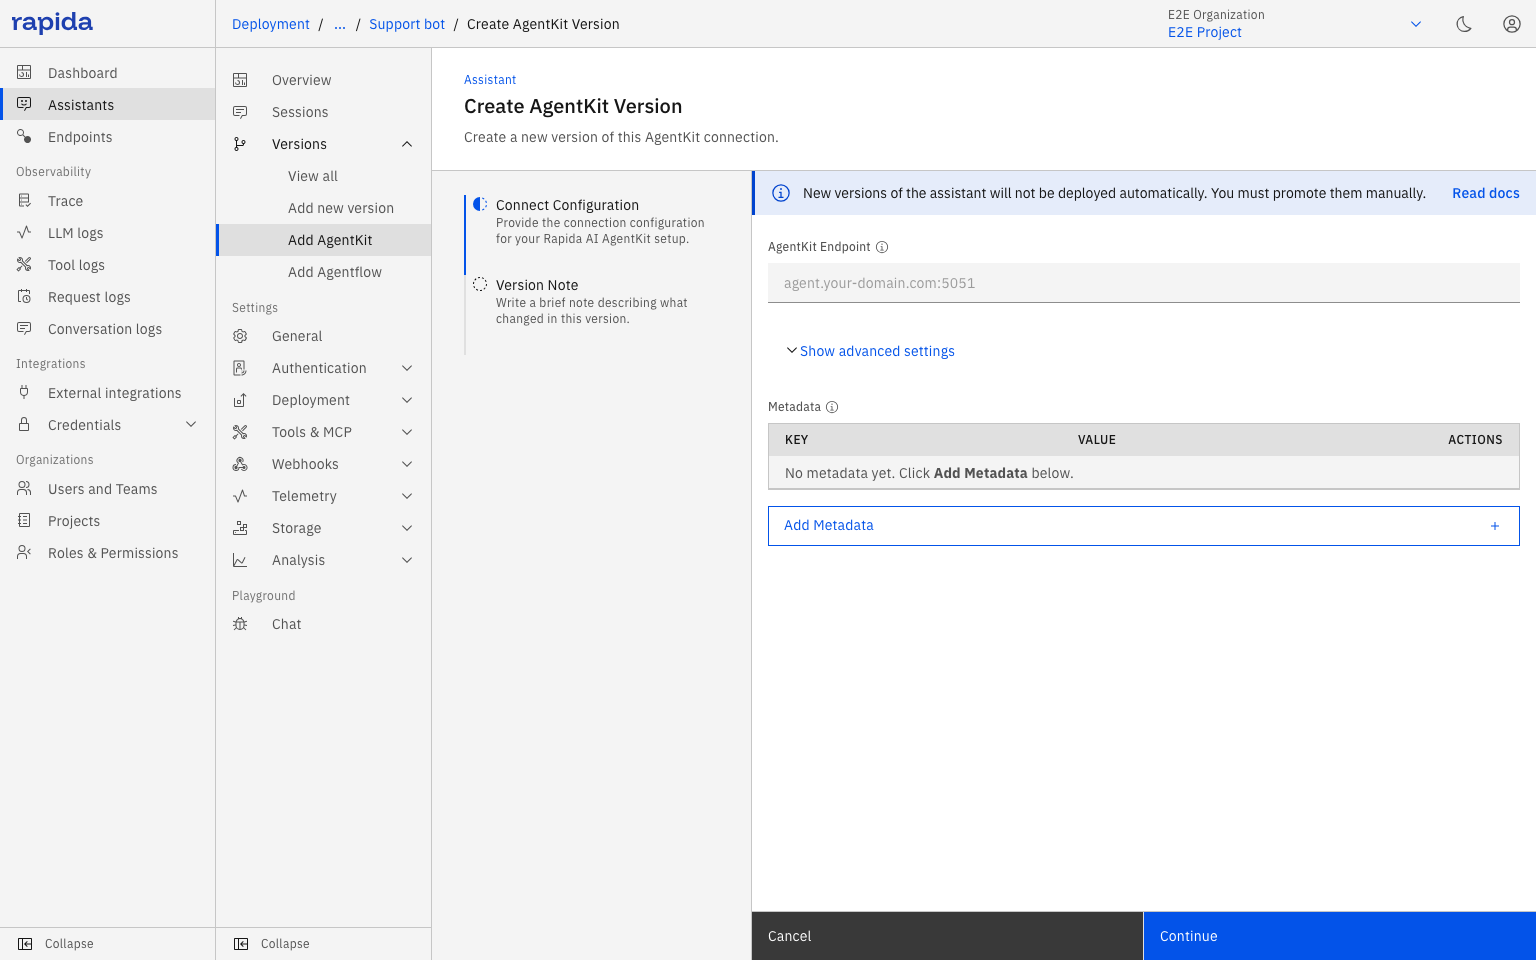 rapida
Deployment / ... / Support bot / Create AgentKit Version
E2E Organization
E2E Project
Dashboard
Assistants
Endpoints
Observability
Trace
LLM logs
Tool logs
Request logs
Conversation logs
Integrations
External integrations
Credentials
Organizations
Users and Teams
Projects
Roles & Permissions
Collapse
Overview
Sessions
Versions
View all
Add new version
Add AgentKit
Add Agentflow
Settings
General
Authentication
Deployment
Tools & MCP
Webhooks
Telemetry
Storage
Analysis
Playground
Chat
Collapse
Assistant
Create AgentKit Version
Create a new version of this AgentKit connection.
Connect Configuration
Provide the connection configuration
for your Rapida AI AgentKit setup.
Version Note
Write a brief note describing what
changed in this version.
New versions of the assistant will not be deployed automatically. You must promote them manually. Read docs
AgentKit Endpoint
agent.your-domain.com:5051
Show advanced settings
Metadata
KEY VALUE ACTIONS
No metadata yet. Click Add Metadata below.
Add Metadata +
Cancel
Continue